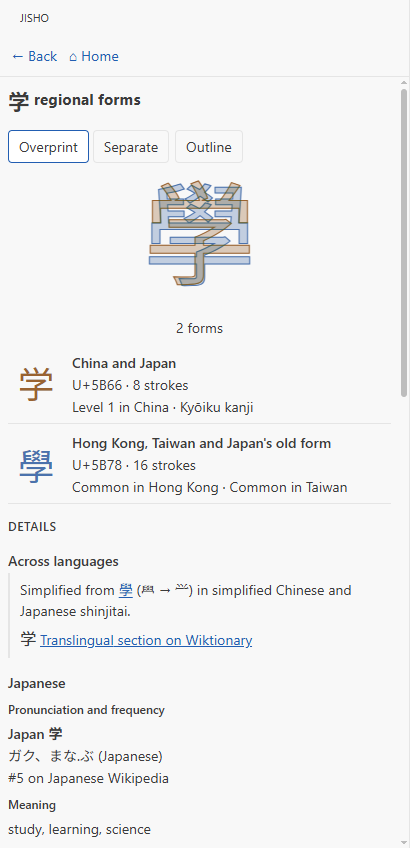 JISHO
← Back ⌂ Home
学 regional forms
Overprint Separate Outline
學
2 forms
学 China and Japan
U+5B66 · 8 strokes
Level 1 in China · Kyōiku kanji
學 Hong Kong, Taiwan and Japan's old form
U+5B78 · 16 strokes
Common in Hong Kong · Common in Taiwan
DETAILS
Across languages
Simplified from 學 (𦥯 → 𰃮) in simplified Chinese and
Japanese shinjitai.
学 Translingual section on Wiktionary
Japanese
Pronunciation and frequency
Japan 学
ガク、まな.ぶ (Japanese)
#5 on Japanese Wikipedia
Meaning
study, learning, science